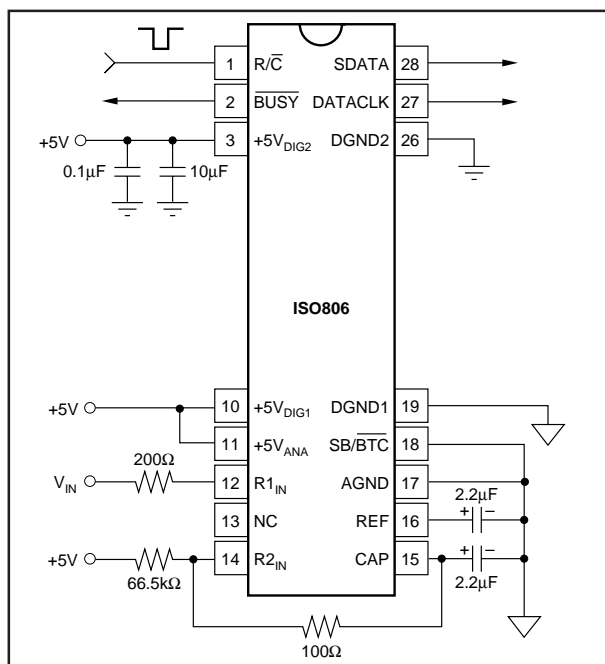 1 R/C̅ SDATA 28
2 B̅U̅S̅Y̅ DATACLK 27
+5V 3 +5V_DIG2 DGND2 26
0.1µF 10µF
ISO806
+5V 10 +5V_DIG1 DGND1 19
11 +5V_ANA SB/B̅T̅C̅ 18
200Ω
V_IN 12 R1_IN AGND 17
2.2µF
13 NC REF 16 + –
+5V 14 R2_IN CAP 15 + –
66.5kΩ 2.2µF
100Ω